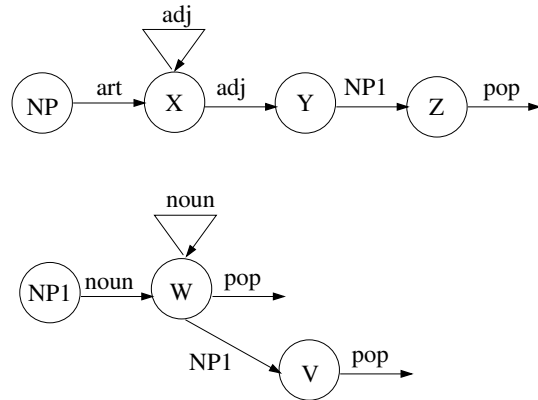 adj
NP art X adj Y NP1 Z pop
noun
NP1 noun W pop
NP1 V pop